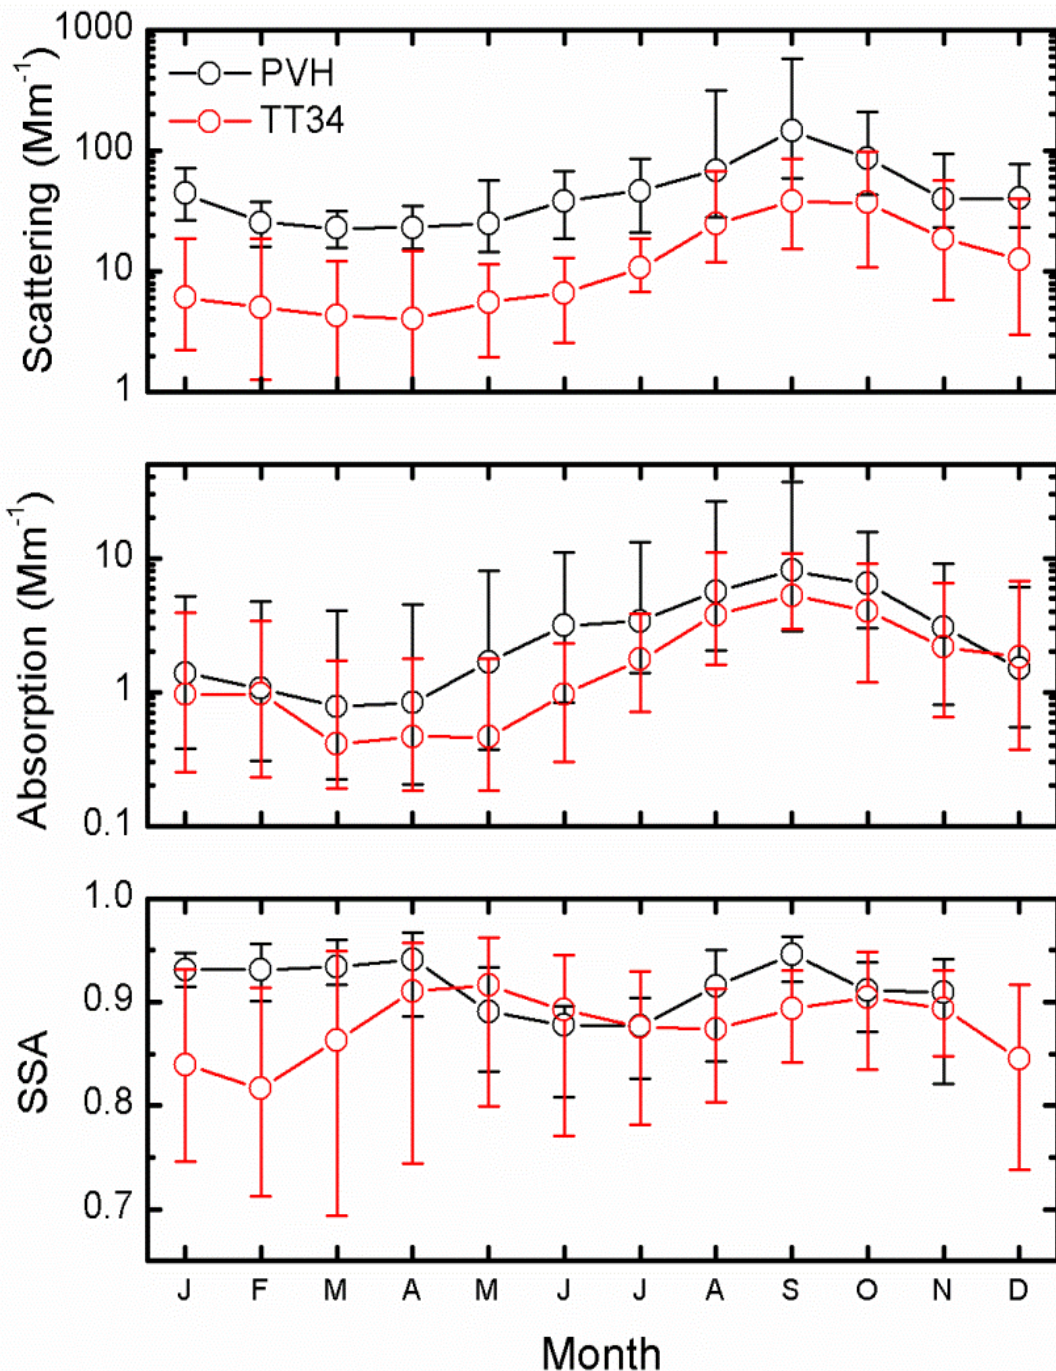 1000
100
10
1
Scattering (Mm⁻¹)
PVH
TT34
10
1
0.1
Absorption (Mm⁻¹)
1.0
0.9
0.8
0.7
SSA
J F M A M J J A S O N D
Month